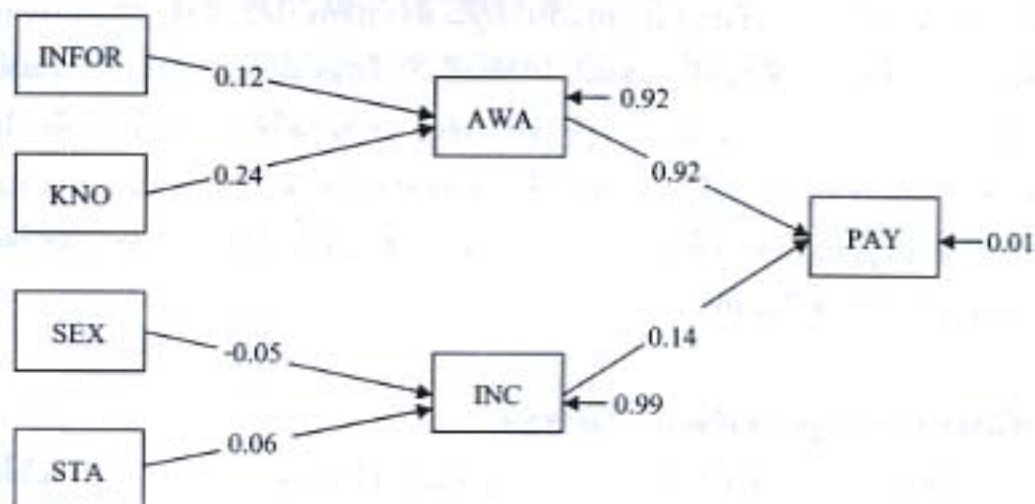 INFOR
0.12
AWA
0.92
KNO
0.24
0.92
PAY
0.01
SEX
-0.05
INC
0.14
0.99
STA
0.06